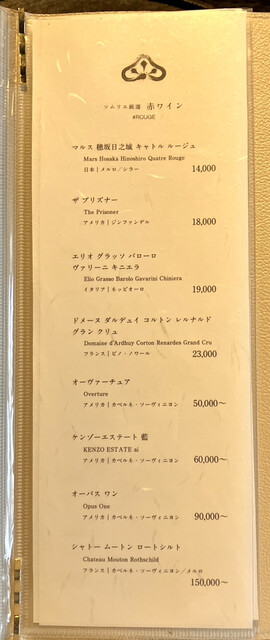 ソムリエ厳選 赤ワイン
#ROUGE
マルス 穂坂日之城 キャトル ルージュ
Mars Hosaka Hinoshiro Quatre Rouge
日本｜メルロ／シラー 14,000
ザ プリズナー
The Prisoner
アメリカ｜ジンファンデル 18,000
エリオ グラッソ バローロ
ヴァリーニ キニエラ
Elio Grasso Barolo Gavarini Chiniera
イタリア｜ネッビオーロ 19,000
ドメーヌ ダルデュイ コルトン レルナルド
グラン クリュ
Domaine d'Ardhuy Corton Renardes Grand Cru
フランス｜ピノ・ノワール 23,000
オーヴァーチュア
Overture
アメリカ｜カベルネ・ソーヴィニヨン 50,000～
ケンゾーエステート 藍
KENZO ESTATE ai
アメリカ｜カベルネ・ソーヴィニヨン 60,000～
オーパス ワン
Opus One
アメリカ｜カベルネ・ソーヴィニヨン 90,000～
シャトー ムートン ロートシルト
Chateau Mouton Rothschild
フランス｜カベルネ・ソーヴィニヨン／メルロ
150,000～